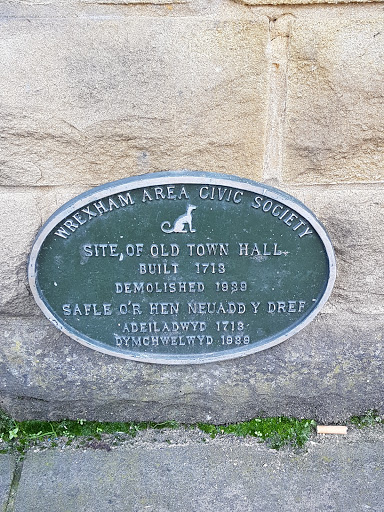 WREXHAM AREA CIVIC SOCIETY
SITE OF OLD TOWN HALL
BUILT 1713
DEMOLISHED 1939
SAFLE O'R HEN NEUADD Y DREF
ADEILADWYD 1713
DYMCHWELWYD 1939